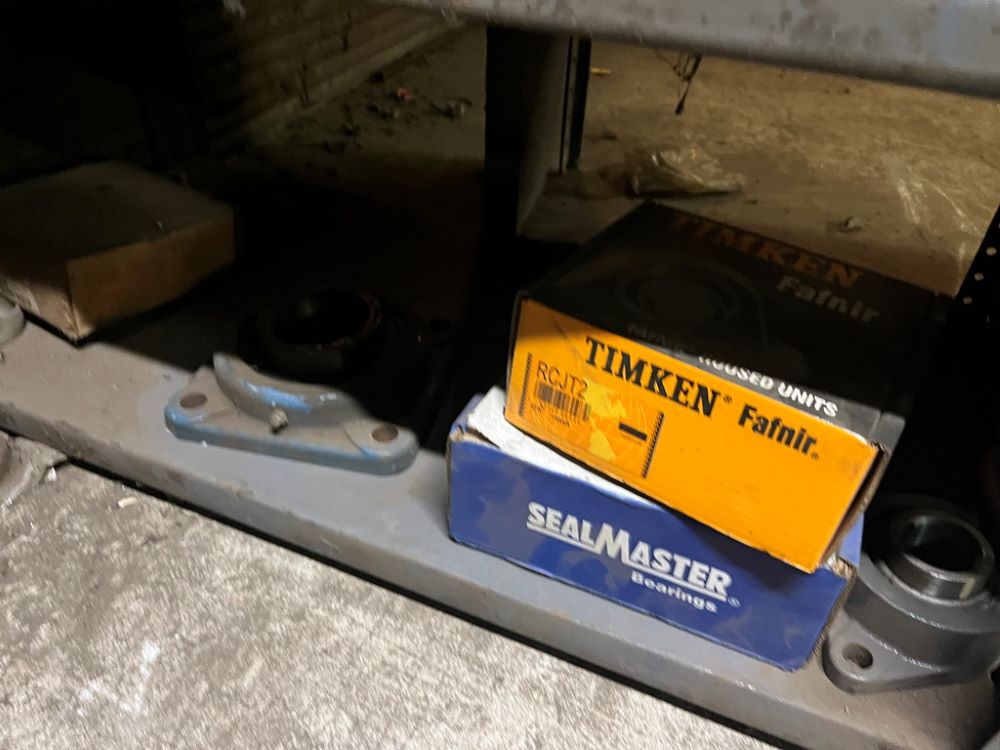 TIMKEN
Fafnir
HOUSED UNITS
TIMKEN® Fafnir®
RCJT2
SEALMASTER®
Bearings